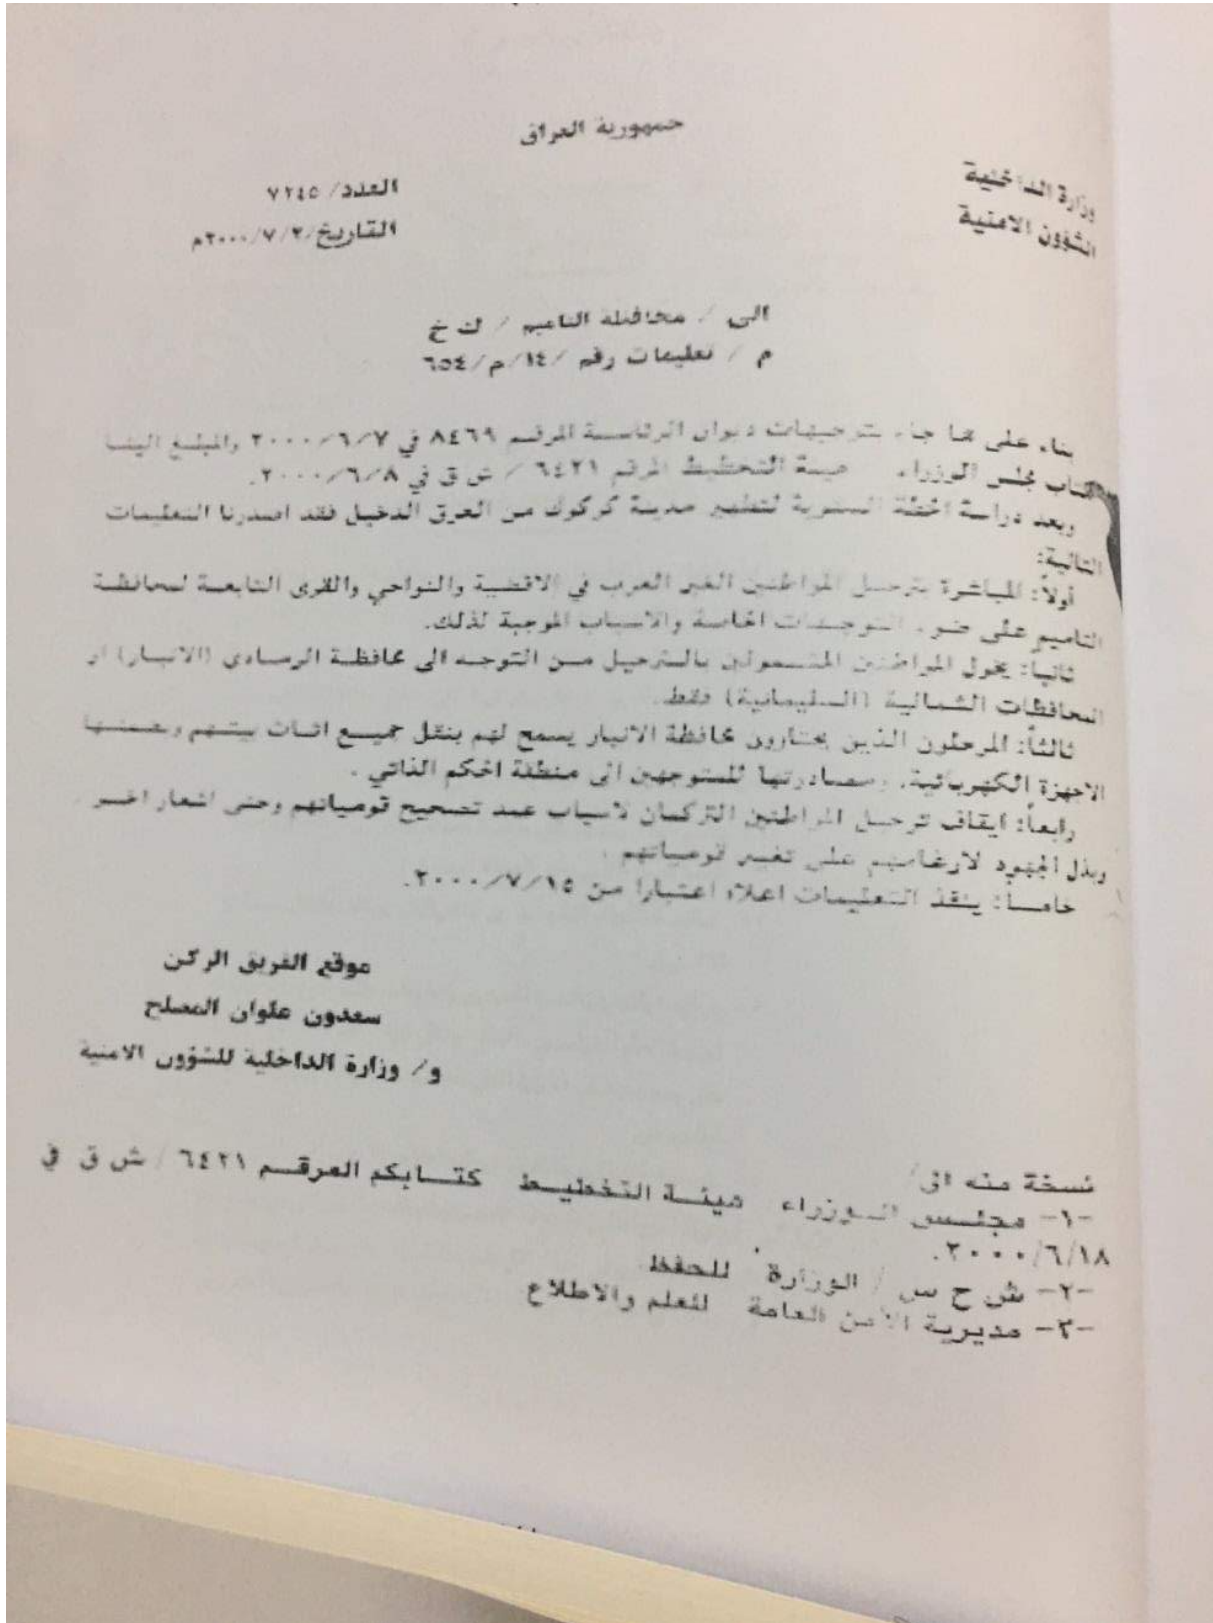 جمهورية العراق
وزارة الداخلية
الشؤون الامنية
العدد/ ٧٢٤٥
التاريخ/٢/٧/٢٠٠٠م
الى / محافظة التاميم / ك خ
م / تعليمات رقم /١٤/م/٦٥٤
بناء على مما جاء بتوجيهات ديوان الرئاسة المرقم ٨٤٦٩ في ٢٠٠٠/٦/٧ والمبلغ الينا
كتاب مجلس الوزراء هيئة التخطيط المرقم ٦٤٢١ / ش ق في ٢٠٠٠/٦/٨.
وبعد دراسة الخطة السنوية لتطهير مدينة كركوك من العرق الدخيل فقد اصدرنا التعليمات
التالية:
أولاً: المباشرة بترحيل المواطنين الغير العرب في الاقضية والنواحي والقرى التابعة لمحافظة
التاميم على ضوء التوجيهات الخاصة والاسباب الموجبة لذلك.
ثانيا: يخول المواطنين المشمولين بالترحيل من التوجه الى محافظة الرمادي (الانبار) او
المحافظات الشمالية (السليمانية) فقط.
ثالثاً: المرحلون الذين يختارون محافظة الانبار يسمح لهم بنقل جميع اثاث بيتهم وبضمنها
الاجهزة الكهربائية. ومصادرتها للمتوجهين الى منطقة الحكم الذاتي .
رابعاً: ايقاف ترحيل المواطنين التركمان لاسباب عمد تصحيح قومياتهم وحتى اشعار اخر .
وبذل الجهود لارغامهم على تغير قومياتهم .
خامسا: ينفذ التعليمات اعلاه اعتبارا من ٢٠٠٠/٧/١٥.
موقع الفريق الركن
سعدون علوان المصلح
و/ وزارة الداخلية للشؤون الامنية
نسخة منه الى/
-١- مجلس الوزراء هيئة التخطيط كتابكم المرقم ٦٤٢١ / ش ق في
٢٠٠٠/٦/١٨.
-٢- ش ح س / الوزارة للحفظ
-٣- مديرية الامن العامة للعلم والاطلاع